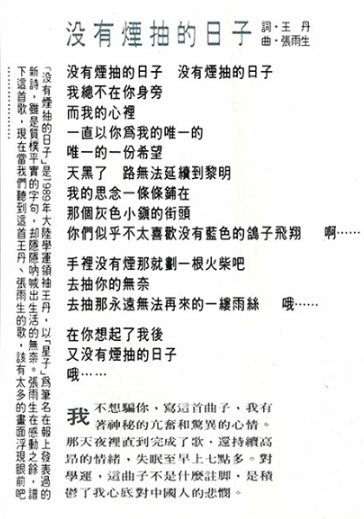 没有煙抽的日子
詞·王 丹
曲·張雨生
没有煙抽的日子 没有煙抽的日子
我總不在你身旁
而我的心裡
一直以你爲我的唯一的
唯一的一份希望
天黑了 路無法延續到黎明
我的思念一條條鋪在
那個灰色小鎮的街頭
你們似乎不太喜歡没有藍色的鴿子飛翔 啊……
手裡没有煙那就劃一根火柴吧
去抽你的無奈
去抽那永遠無法再來的一縷雨絲 哦……
在你想起了我後
又没有煙抽的日子
哦……
「没有煙抽的日子」是1989年大陸學運領袖王丹，以「星子」爲筆名在報上發表過的
新詩，雖是質樸平實的字句，却隱隱吶喊出生活的無奈。張雨生在感動之餘，譜
下這首歌，現在當我們聽到這首王丹、張雨生的歌，該有太多的畫面浮現眼前吧
…………
我不想騙你，寫這首曲子，我有
著神秘的亢奮和驚異的心情。
那天夜裡直到完成了歌，還持續高
昂的情緒，失眠至早上七點多。對
學運，這曲子不是什麼註脚，是積
鬱了我心底對中國人的悲憫。